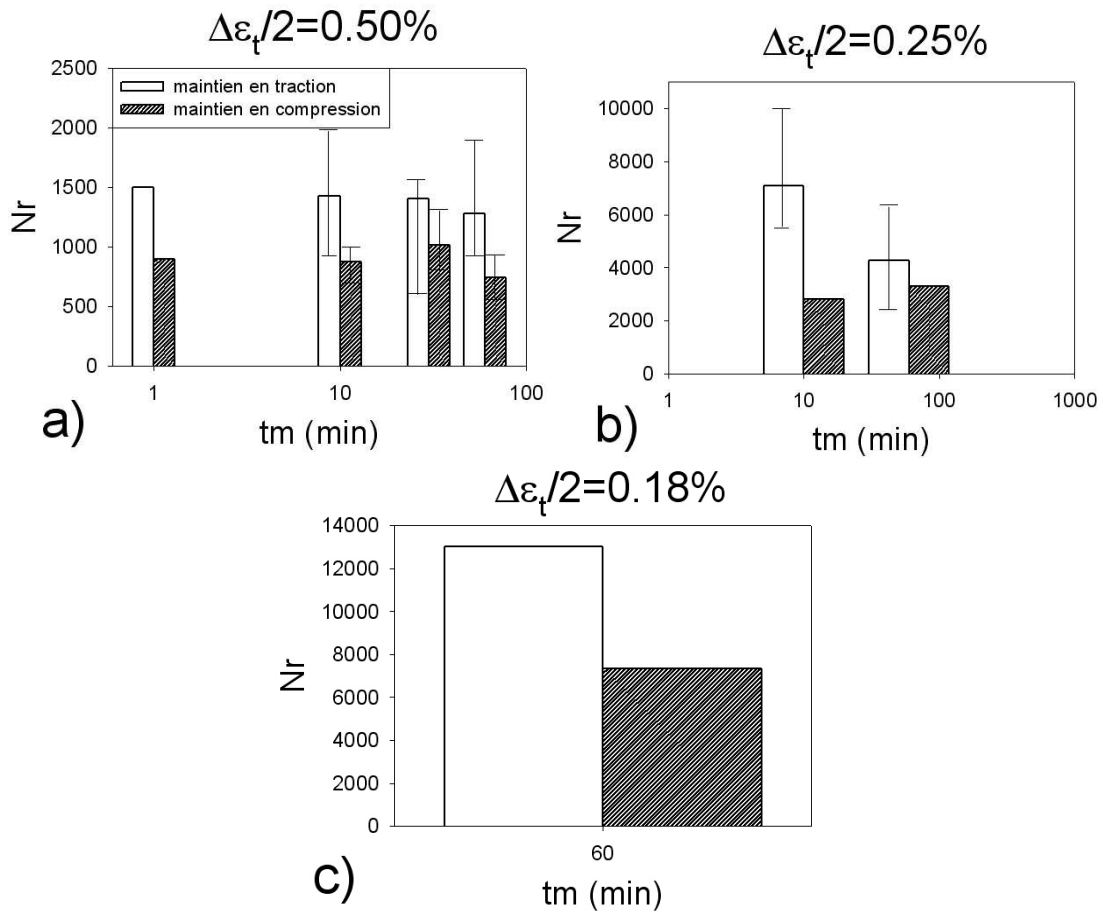 Δεt/2=0.50%
2500
2000
1500
1000
500
0
Nr
maintien en traction
maintien en compression
1
10
100
tm (min)
a)
Δεt/2=0.25%
10000
8000
6000
4000
2000
0
Nr
1
10
100
1000
tm (min)
b)
Δεt/2=0.18%
14000
12000
10000
8000
6000
4000
2000
0
Nr
60
tm (min)
c)